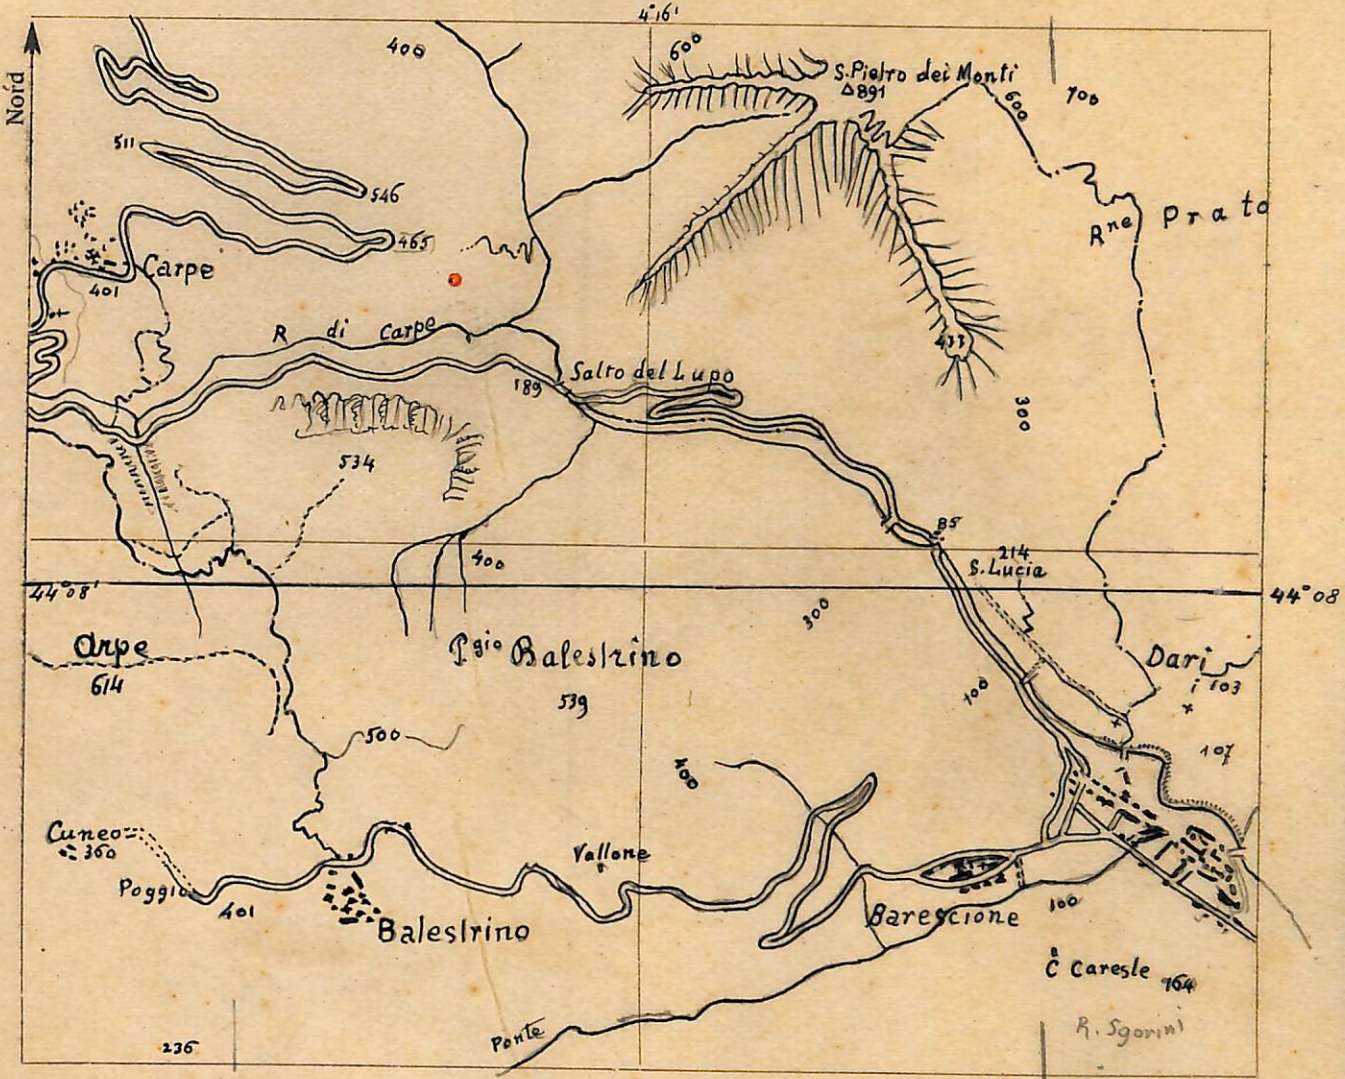 4°16'
Nord
400
600
S. Pietro dei Monti
△891
600
700
511
546
Prato
Rne
465
Carpe
401
R di Carpe
433
189
Salto del Lupo
300
534
85
400
214
S. Lucia
44°08'
44°08
300
Arpe
614
Pgio Balestrino
539
Dari
103
100
500
107
400
Cuneo
360
Vallone
Poggio
401
Balestrino
Barescione
100
C Caresle 164
R. Sgorini
236
Ponte